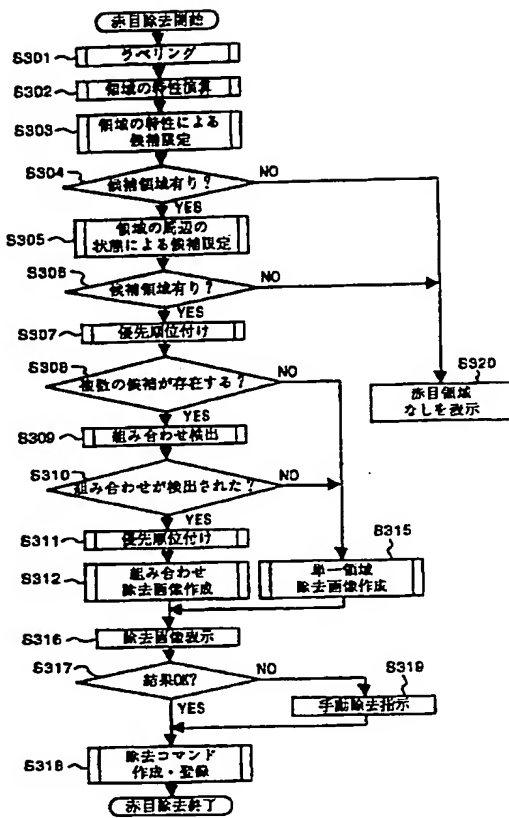 赤目除去開始
S301
ラベリング
S302
領域の特性演算
S303
領域の特性による
候補限定
S304
候補領域有り?
NO
YES
S305
領域の周辺の
状態による候補限定
S306
候補領域有り?
NO
YES
S307
優先順位付け
S308
複数の候補が存在する?
NO
S320
赤目領域
なしを表示
YES
S309
組み合わせ検出
S310
組み合わせが検出された?
NO
YES
S311
優先順位付け
S315
S312
組み合わせ
除去画像作成
単一領域
除去画像作成
S316
除去画像表示
S317
結果OK?
NO
S319
手動除去指示
YES
S318
除去コマンド
作成・登録
赤目除去終了